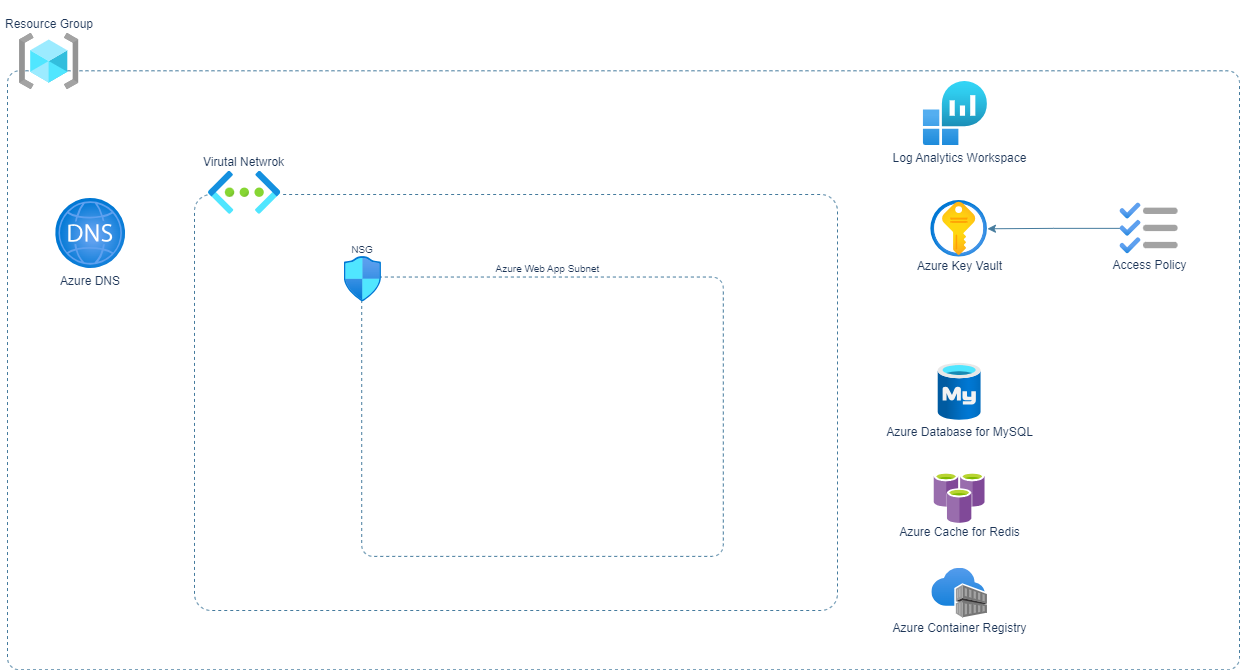 Resource Group
Log Analytics Workspace
Virutal Netwrok
DNS
Azure DNS
NSG
Azure Web App Subnet
Azure Key Vault
Access Policy
My
Azure Database for MySQL
Azure Cache for Redis
Azure Container Registry